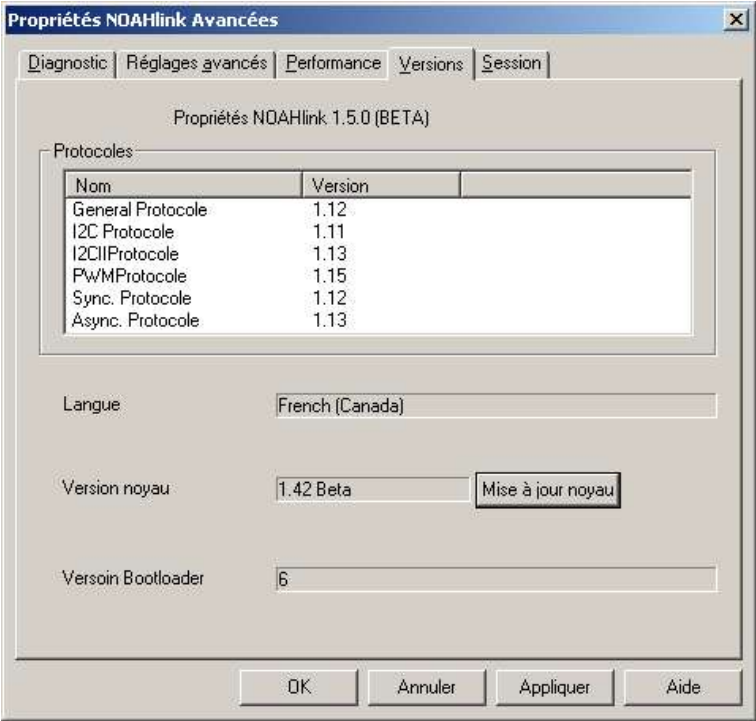 Propriétés NOAHlink Avancées
Diagnostic Réglages avancés Performance Versions Session
Propriétés NOAHlink 1.5.0 (BETA)
Protocoles
Nom Version
General Protocole 1.12
I2C Protocole 1.11
I2CIIProtocole 1.13
PWMProtocole 1.15
Sync. Protocole 1.12
Async. Protocole 1.13
Langue French (Canada)
Version noyau 1.42 Beta Mise à jour noyau
Versoin Bootloader 6
OK Annuler Appliquer Aide